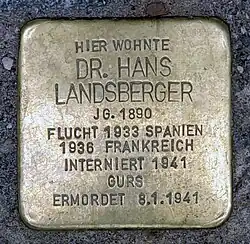 HIER WOHNTE
DR. HANS
LANDSBERGER
JG. 1890
FLUCHT 1933 SPANIEN
1936 FRANKREICH
INTERNIERT 1941
GURS
ERMORDET 8.1.1941